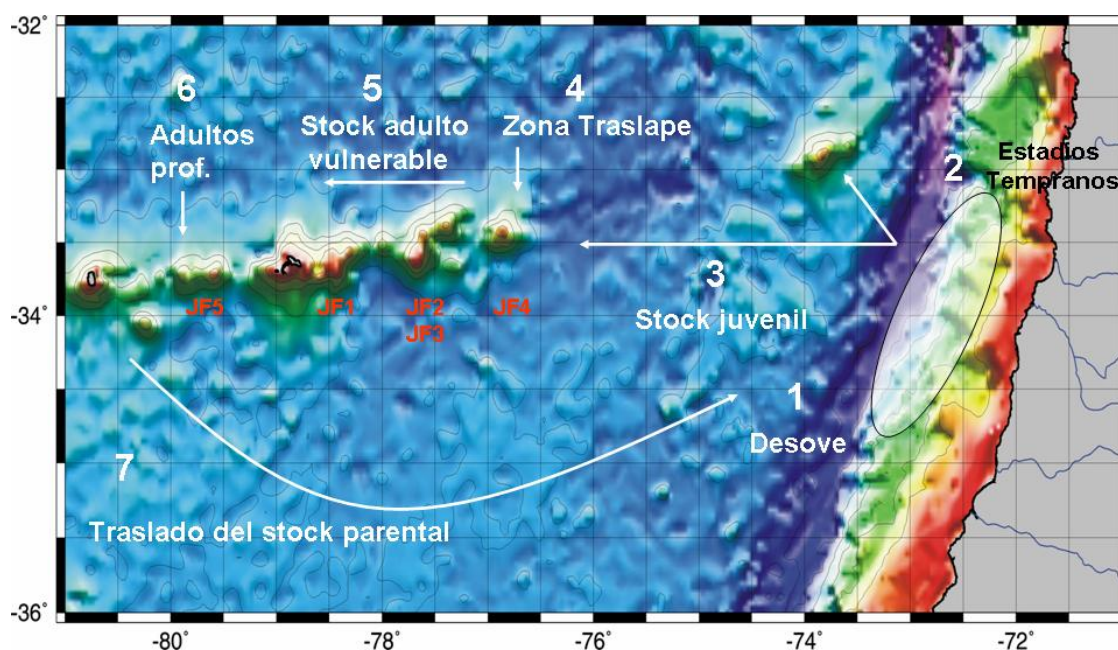 -32°
6
5
4
Adultos
prof.
Stock adulto
vulnerable
Zona Traslape
2
Estadios
Tempranos
3
Stock juvenil
JF5
JF1
JF2
JF3
JF4
-34°
1
Desove
7
Traslado del stock parental
-36°
-80°
-78°
-76°
-74°
-72°